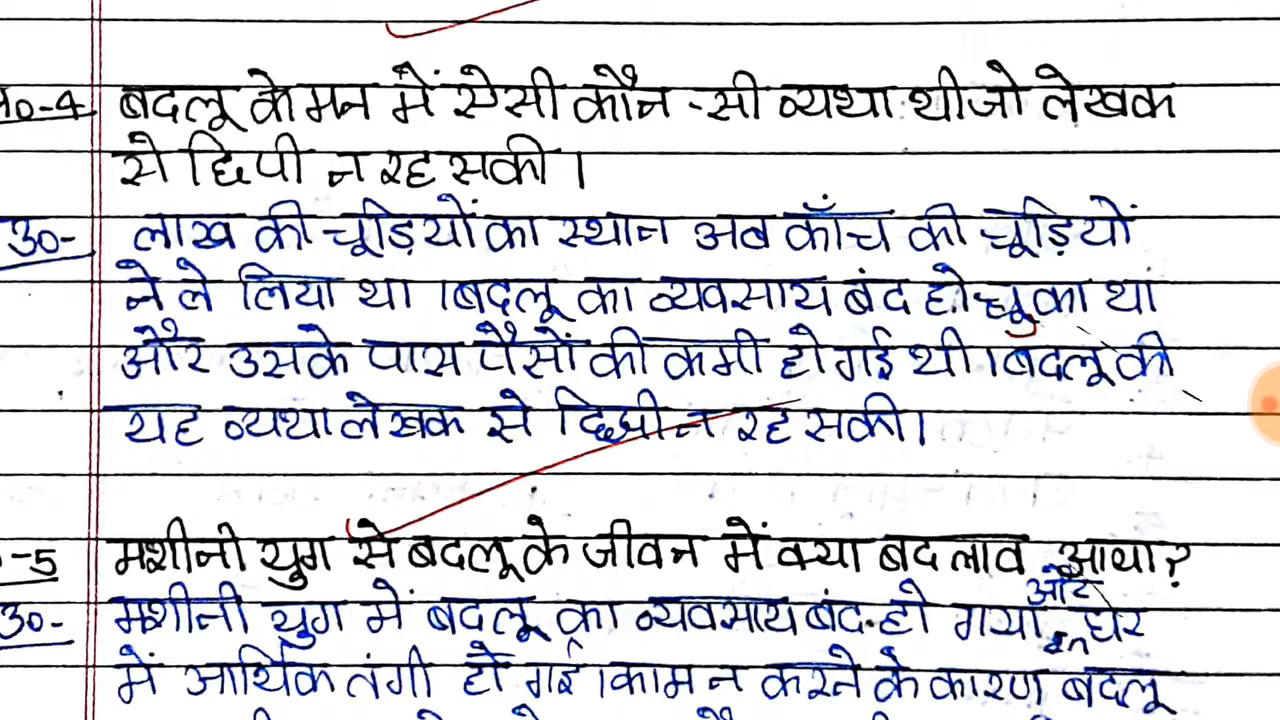 प्र०-4 बदलू के मन में ऐसी कौन-सी व्यथा थी जो लेखक
से छिपी न रह सकी।
उ०- लाख की चूड़ियों का स्थान अब काँच की चूड़ियों
ने ले लिया था। बदलू का व्यवसाय बंद हो चुका था
और उसके पास पैसों की कमी हो गई थी। बदलू की
यह व्यथा लेखक से छिपी न रह सकी।
-5 मशीनी युग से बदलू के जीवन में क्या बदलाव आया?
उ०- मशीनी युग में बदलू का व्यवसाय बंद हो गया और घर
में आर्थिक तंगी हो गई। काम न करने के कारण बदलू